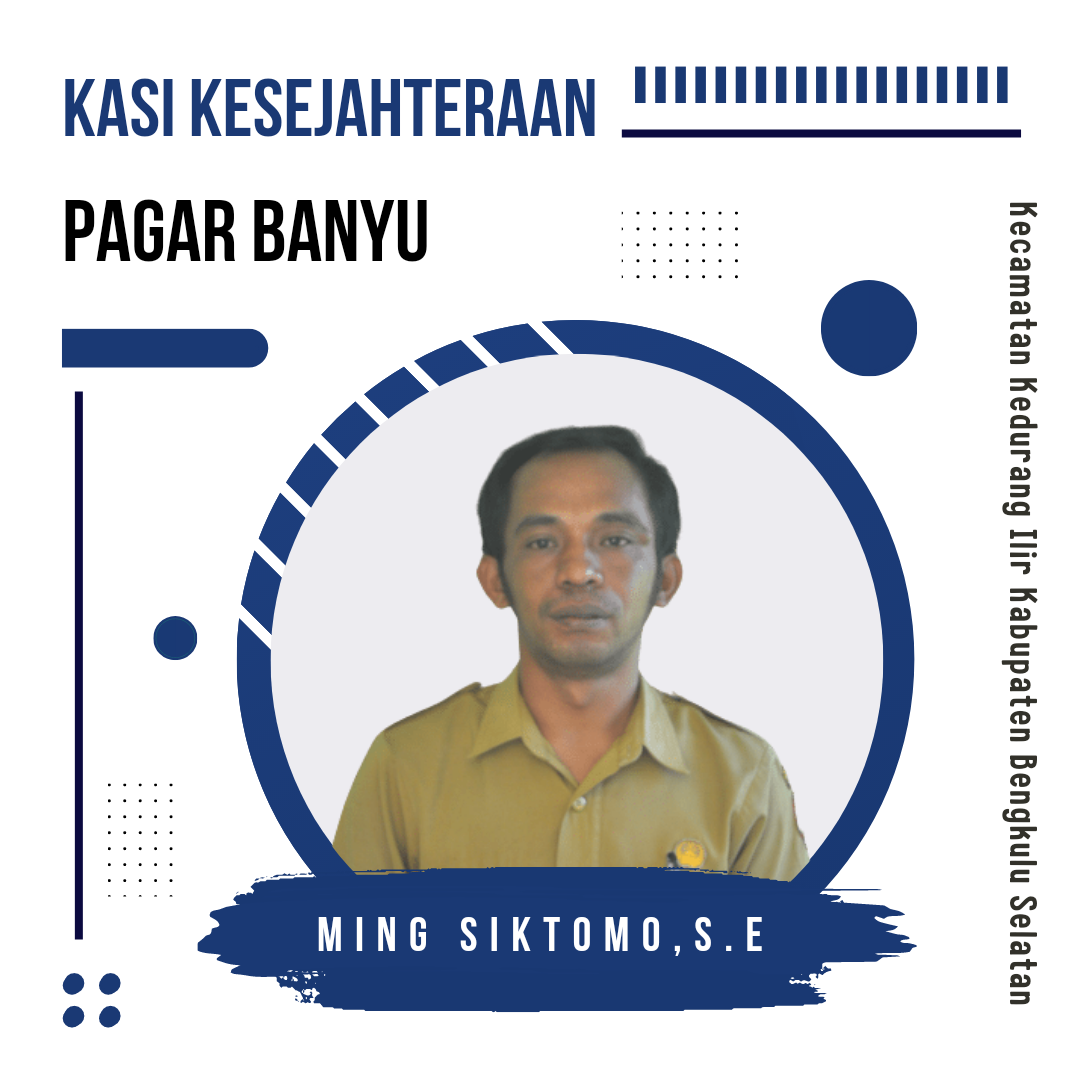 KASI KESEJAHTERAAN
PAGAR BANYU
Kecamatan Kedurang Ilir Kabupaten Bengkulu Selatan
MING SIKTOMO,S.E